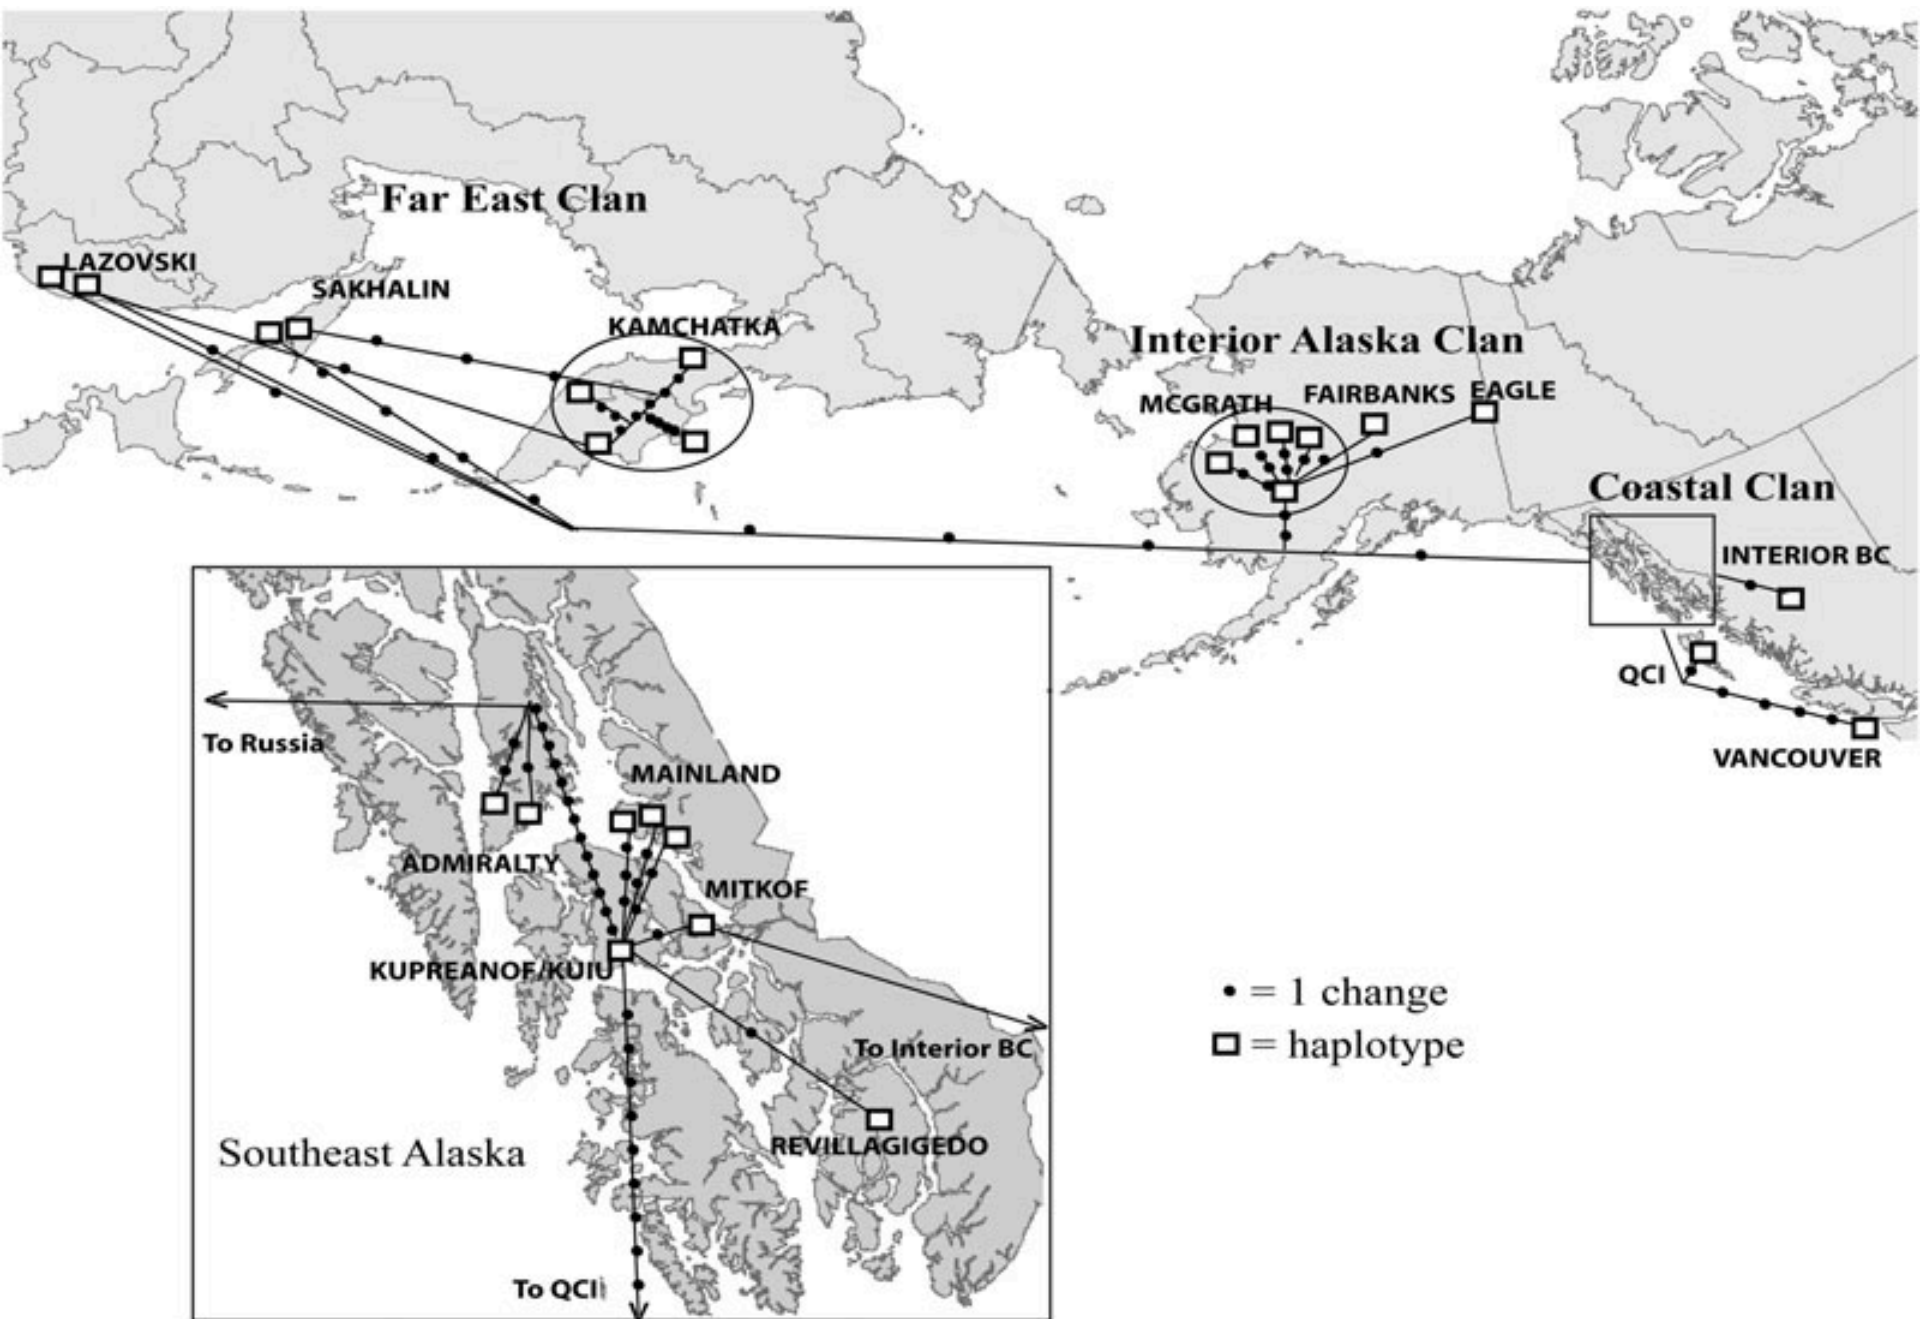 Far East Clan
LAZOVSKI
SAKHALIN
KAMCHATKA
Interior Alaska Clan
MCGRATH
FAIRBANKS
EAGLE
Coastal Clan
INTERIOR BC
QCI
VANCOUVER
To Russia
MAINLAND
ADMIRALTY
MITKOF
KUPREANOF/KUIU
To Interior BC
REVILLAGIGEDO
Southeast Alaska
To QCI
• = 1 change
□ = haplotype